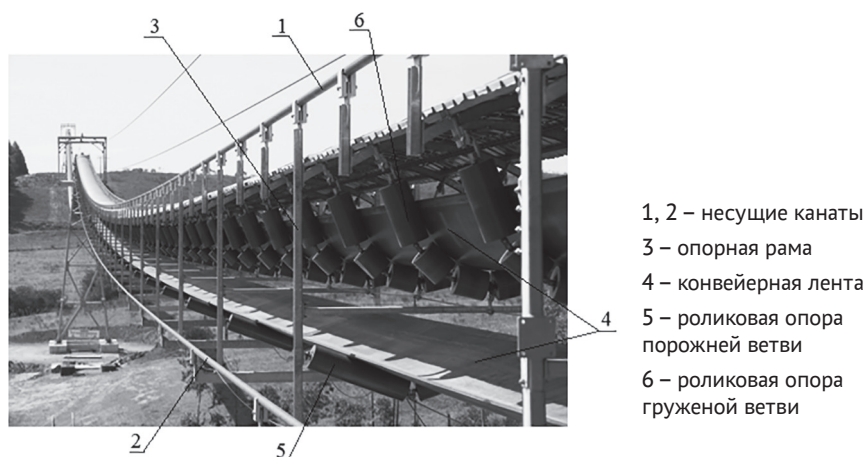 3
1
6
4
2
5
1, 2 – несущие канаты
3 – опорная рама
4 – конвейерная лента
5 – роликовая опора
порожней ветви
6 – роликовая опора
груженой ветви